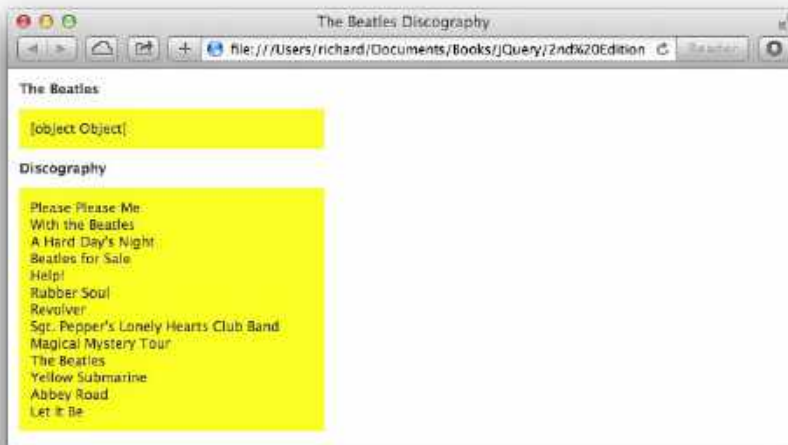 The Beatles Discography
+ file:///Users/richard/Documents/Books/JQuery/2nd%20Edition Reader
The Beatles
[object Object]
Discography
Please Please Me
With the Beatles
A Hard Day's Night
Beatles for Sale
Help!
Rubber Soul
Revolver
Sgt. Pepper's Lonely Hearts Club Band
Magical Mystery Tour
The Beatles
Yellow Submarine
Abbey Road
Let It Be